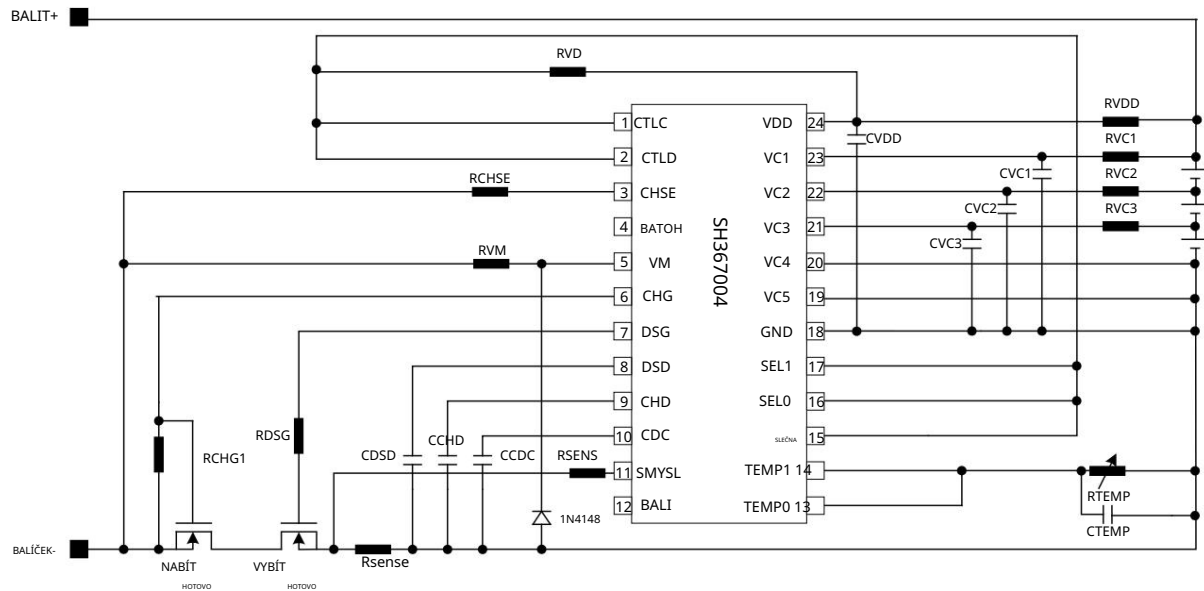 BALIT+
RVD
1 CTLC
2 CTLD
RCHSE
3 CHSE
4 BATOH
RVM
5 VM
6 CHG
7 DSG
8 DSD
9 CHD
10 CDC
11 SMYSL
12 BALI
SH367004
VDD 24
VC1 23
VC2 22
VC3 21
VC4 20
VC5 19
GND 18
SEL1 17
SEL0 16
SLEČNA 15
TEMP1 14
TEMP0 13
CVDD
RVDD
RVC1
CVC1
RVC2
CVC2
RVC3
CVC3
RCHG1
RDSG
CDSD
CCHD
CCDC
RSENS
1N4148
RTEMP
CTEMP
BALÍČEK-
NABÍT
HOTOVO
VYBÍT
HOTOVO
Rsense